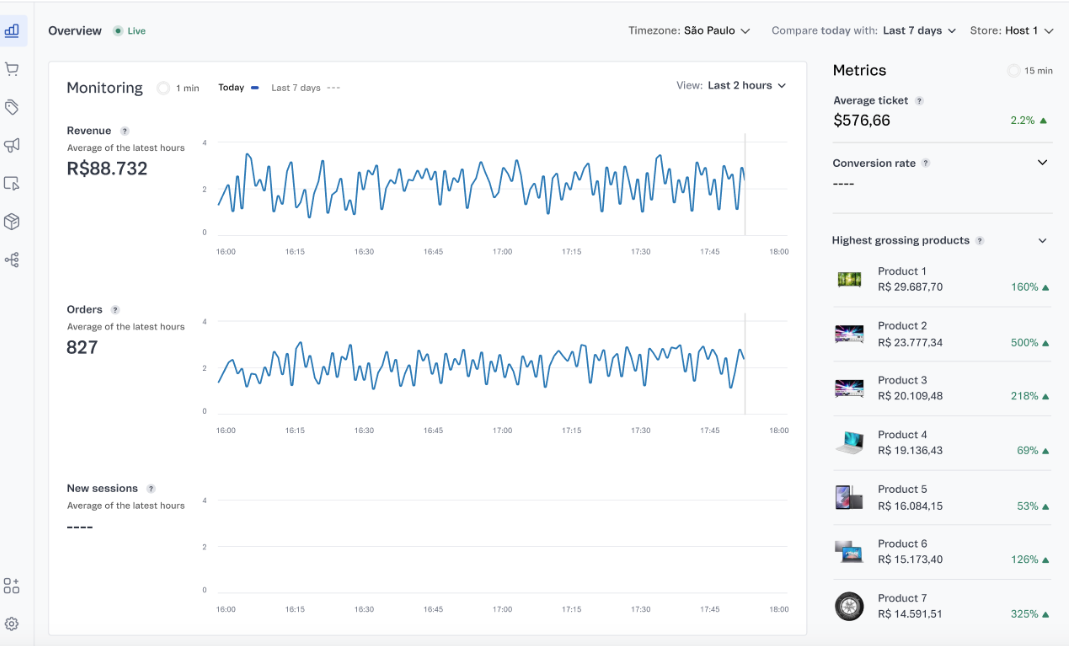 Overview Live
Timezone: São Paulo Compare today with: Last 7 days Store: Host 1
Monitoring 1 min Today Last 7 days ---
View: Last 2 hours
Revenue ?
Average of the latest hours
R$88.732
4
2
0
16:00 16:15 16:30 16:45 17:00 17:15 17:30 17:45 18:00
Orders ?
Average of the latest hours
827
4
2
0
16:00 16:15 16:30 16:45 17:00 17:15 17:30 17:45 18:00
New sessions ?
Average of the latest hours
----
4
2
0
16:00 16:15 16:30 16:45 17:00 17:15 17:30 17:45 18:00
Metrics 15 min
Average ticket ?
$576,66 2.2%
Conversion rate ?
----
Highest grossing products ?
Product 1
R$ 29.687,70 160%
Product 2
R$ 23.777,34 500%
Product 3
R$ 20.109,48 218%
Product 4
R$ 19.136,43 69%
Product 5
R$ 16.084,15 53%
Product 6
R$ 15.173,40 126%
Product 7
R$ 14.591,51 325%